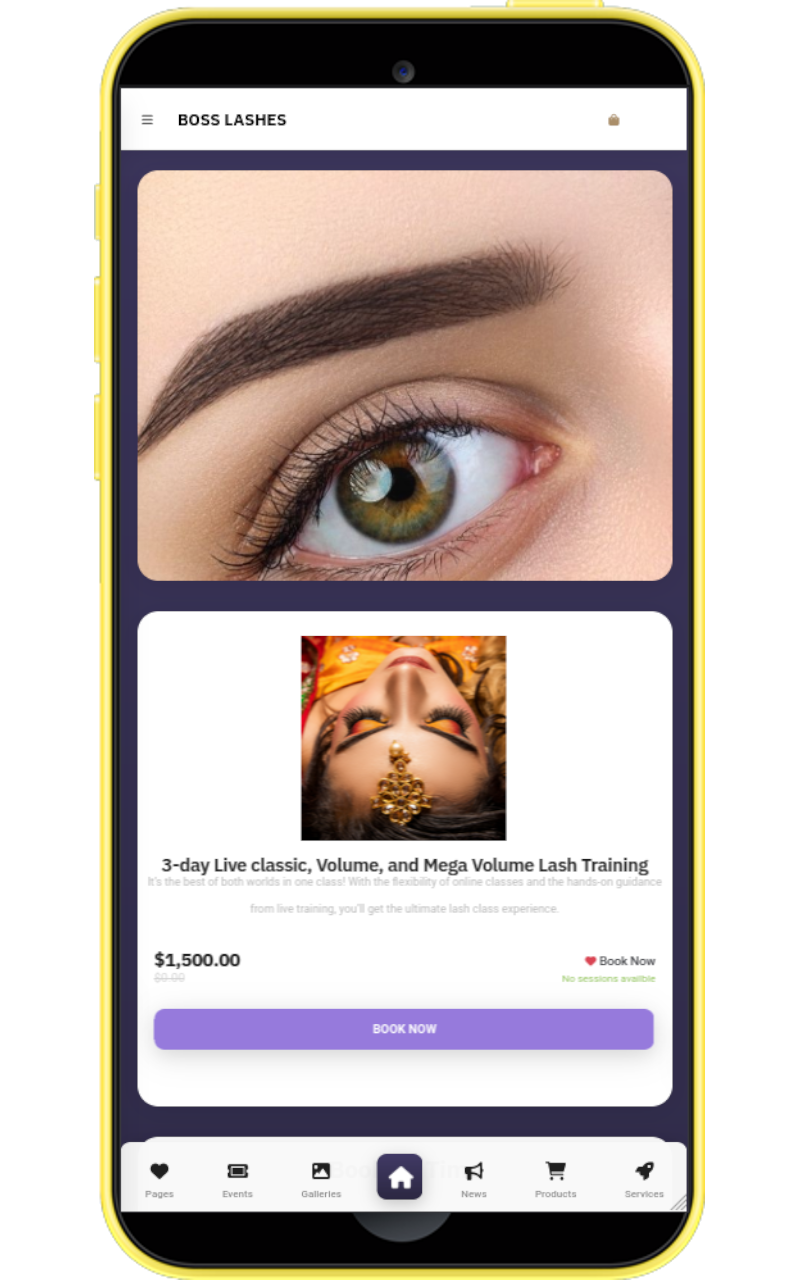 BOSS LASHES
3-day Live classic, Volume, and Mega Volume Lash Training
It's the best of both worlds in one class! With the flexibility of online classes and the hands-on guidance
from live training, you'll get the ultimate lash class experience.
$1,500.00
Book Now
$0.00
No sessions availble
BOOK NOW
Pages
Events
Galleries
News
Products
Services